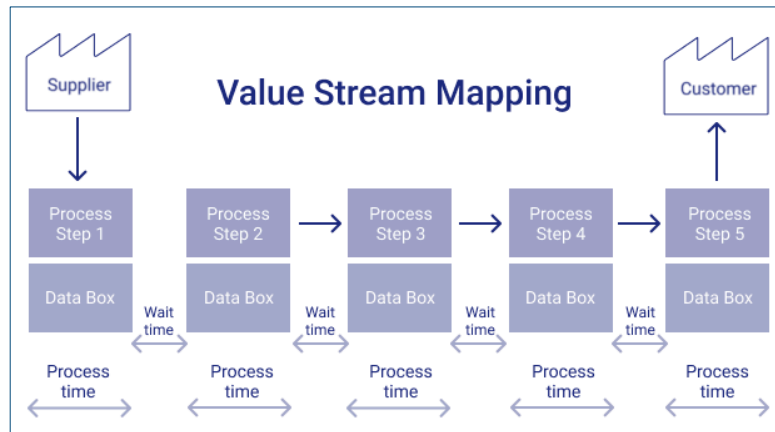 Supplier
Value Stream Mapping
Customer
Process
Step 1
Process
Step 2
Process
Step 3
Process
Step 4
Process
Step 5
Data Box
Data Box
Data Box
Data Box
Data Box
Wait
time
Wait
time
Wait
time
Wait
time
Process
time
Process
time
Process
time
Process
time
Process
time